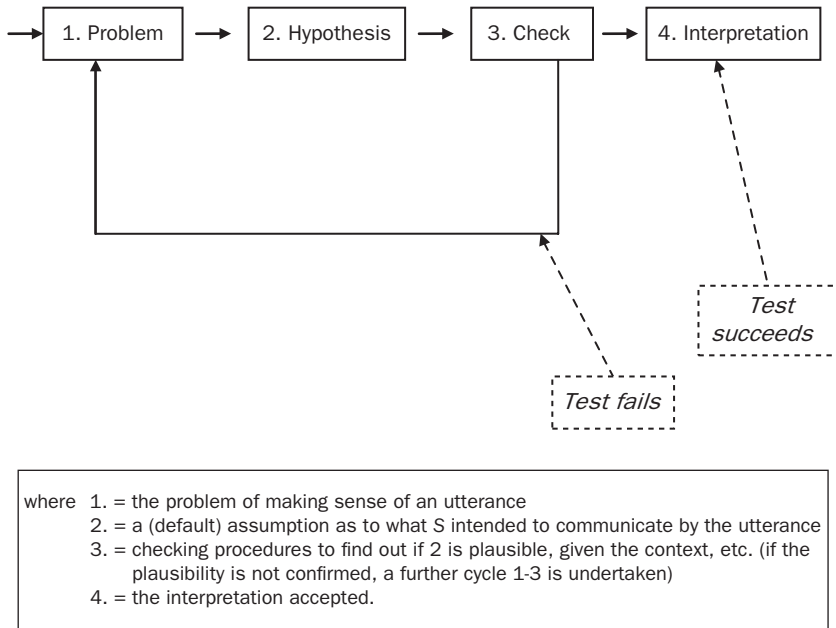 1. Problem
2. Hypothesis
3. Check
4. Interpretation
Test
succeeds
Test fails
where 1. = the problem of making sense of an utterance
2. = a (default) assumption as to what S intended to communicate by the utterance
3. = checking procedures to find out if 2 is plausible, given the context, etc. (if the
plausibility is not confirmed, a further cycle 1-3 is undertaken)
4. = the interpretation accepted.